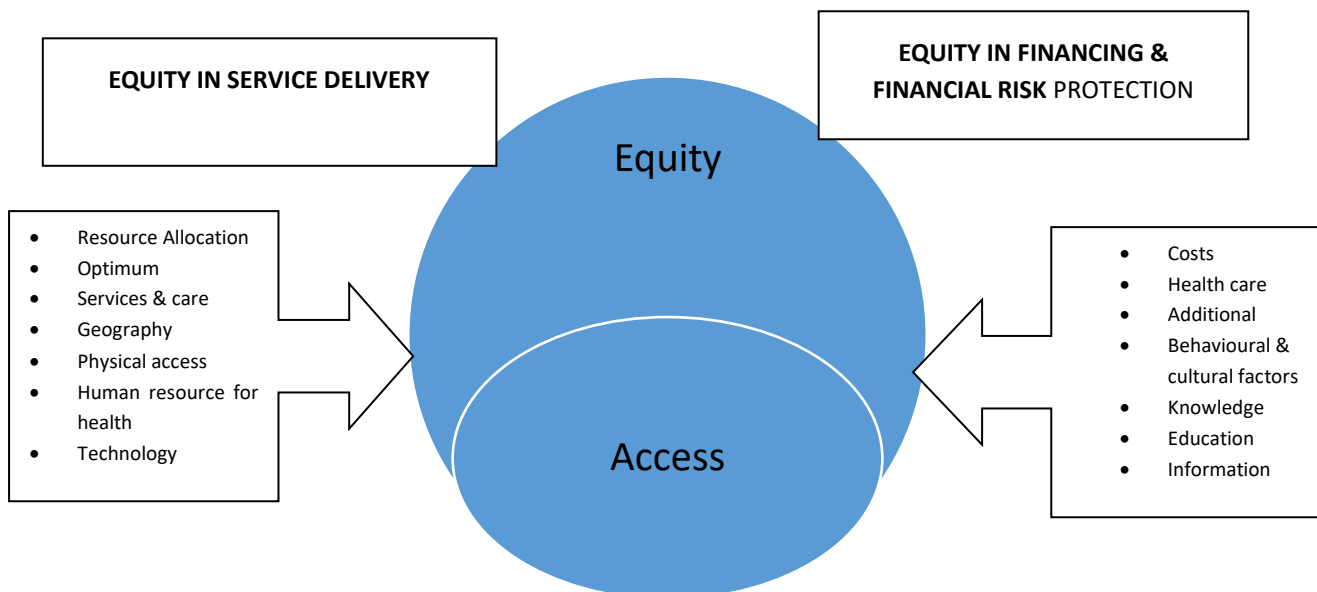 EQUITY IN SERVICE DELIVERY
EQUITY IN FINANCING &
FINANCIAL RISK PROTECTION
Equity
• Resource Allocation
• Optimum
• Services & care
• Geography
• Physical access
• Human resource for
health
• Technology
• Costs
• Health care
• Additional
• Behavioural &
cultural factors
• Knowledge
• Education
• Information
Access